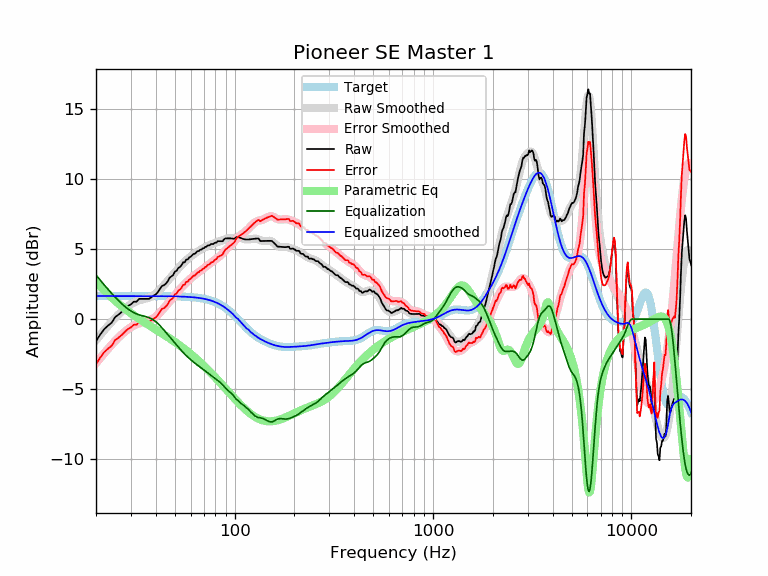 Pioneer SE Master 1
Target
Raw Smoothed
Error Smoothed
Raw
Error
Parametric Eq
Equalization
Equalized smoothed
Amplitude (dBr)
15
10
5
0
−5
−10
100 1000 10000
Frequency (Hz)